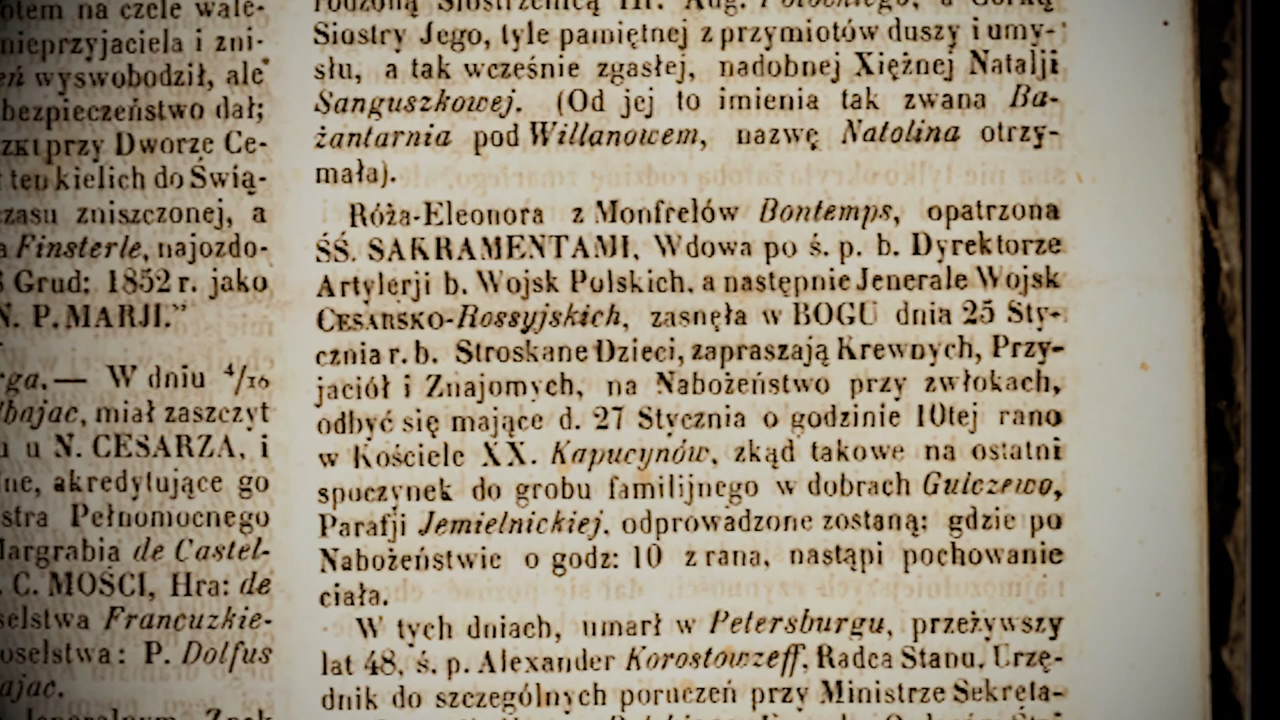 otem na czele wale-
nieprzyjaciela i zni-
wyswobodził, ale
bezpieczeństwo dał;
przy Dworze Ce-
ten kielich do Świą-
zasu zniszczonej, a
Finsterle, najozdo-
Grud: 1852 r. jako
N. P. MARJI."
rga.— W dniu 4/16
lbajac, miał zaszczyt
u N. CESARZA, i
ne, akredytujące go
stra Pełnomocnego
Margrabia de Castel-
C. MOŚCI, Hra: de
selstwa Francuzkie-
oselstwa: P. Dolfus
ajac.
rodzoną Siostrzenicą Hr. Aug. Potockiego, a Córką
Siostry Jego, tyle pamiętnej z przymiotów duszy i umy-
słu, a tak wcześnie zgasłej, nadobnej Xiężnej Natalji
Sanguszkowej. (Od jej to imienia tak zwana Ba-
żantarnia pod Willanowem, nazwę Natolina otrzy-
mała).
Róża-Eleonora z Monfrelów Bontemps, opatrzona
ŚŚ. SAKRAMENTAMI, Wdowa po ś. p. b. Dyrektorze
Artylerji b. Wojsk Polskich, a następnie Jenerale Wojsk
CESARSKO-Rossyjskich, zasnęła w BOGU dnia 25 Sty-
cznia r. b. Stroskane Dzieci, zapraszają Krewnych, Przy-
jaciół i Znajomych, na Nabożeństwo przy zwłokach,
odbyć się mające d. 27 Stycznia o godzinie 10tej rano
w Kościele XX. Kapucynów, zkąd takowe na ostatni
spoczynek do grobu familijnego w dobrach Gulczewo,
Parafji Jemielnickiej, odprowadzone zostaną: gdzie po
Nabożeństwie o godz: 10 z rana, nastąpi pochowanie
ciała.
W tych dniach, umarł w Petersburgu, przeżywszy
lat 48, ś. p. Alexander Korostowzeff, Radca Stanu, Urzę-
dnik do szczególnych poruczeń przy Ministrze Sekreta-